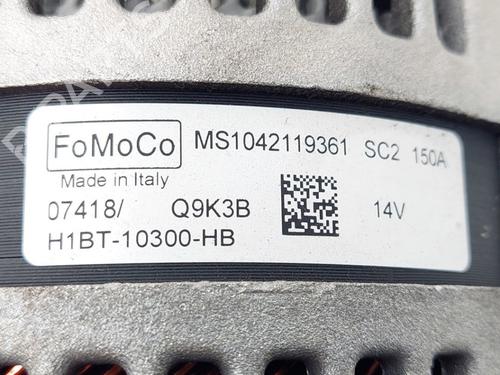 FoMoCo MS1042119361 SC2 150A
Made in Italy
07418/ Q9K3B 14V
H1BT-10300-HB